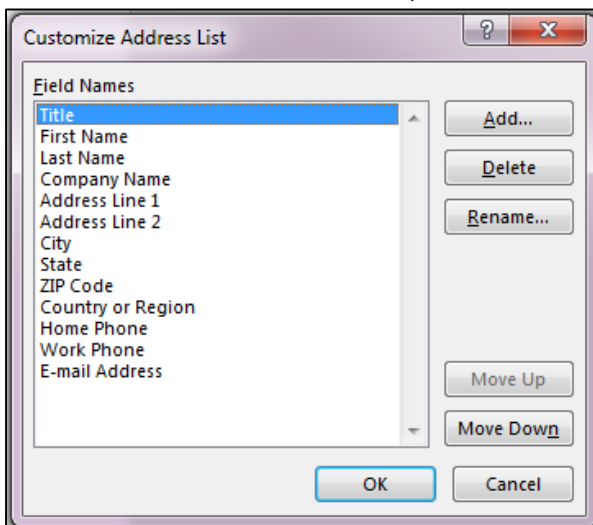 Customize Address List
?
X
Field Names
Title
First Name
Last Name
Company Name
Address Line 1
Address Line 2
City
State
ZIP Code
Country or Region
Home Phone
Work Phone
E-mail Address
Add...
Delete
Rename...
Move Up
Move Down
OK
Cancel